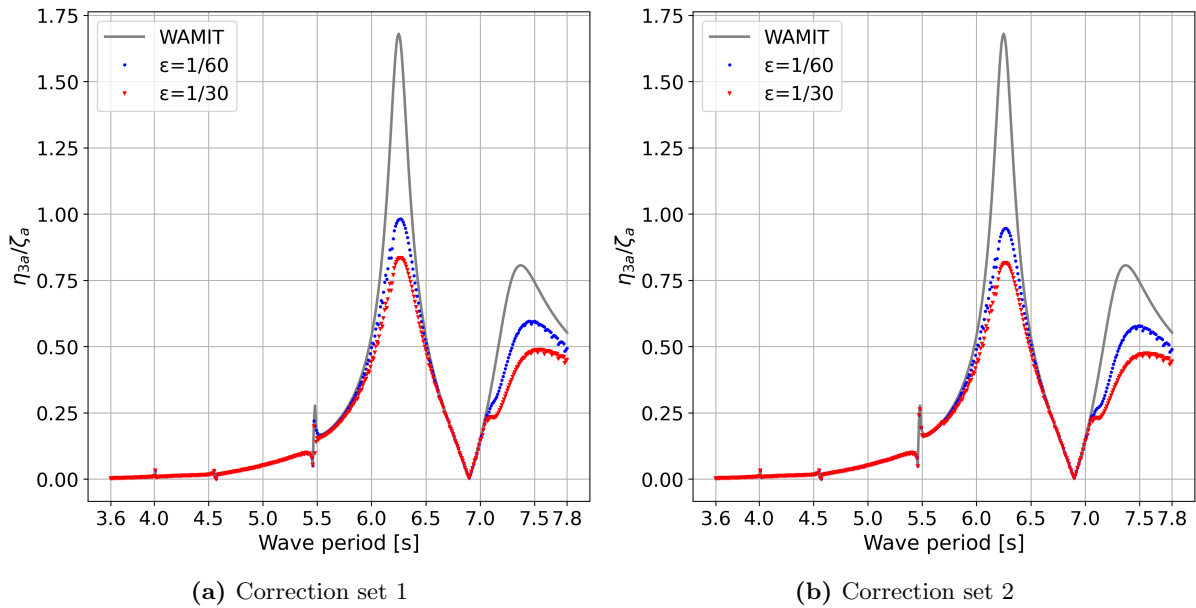 1.75
1.50
1.25
1.00
0.75
0.50
0.25
0.00
η3a/ζa
WAMIT
ε=1/60
ε=1/30
3.6 4.0 4.5 5.0 5.5 6.0 6.5 7.0 7.5 7.8
Wave period [s]
(a) Correction set 1
1.75
1.50
1.25
1.00
0.75
0.50
0.25
0.00
η3a/ζa
WAMIT
ε=1/60
ε=1/30
3.6 4.0 4.5 5.0 5.5 6.0 6.5 7.0 7.5 7.8
Wave period [s]
(b) Correction set 2